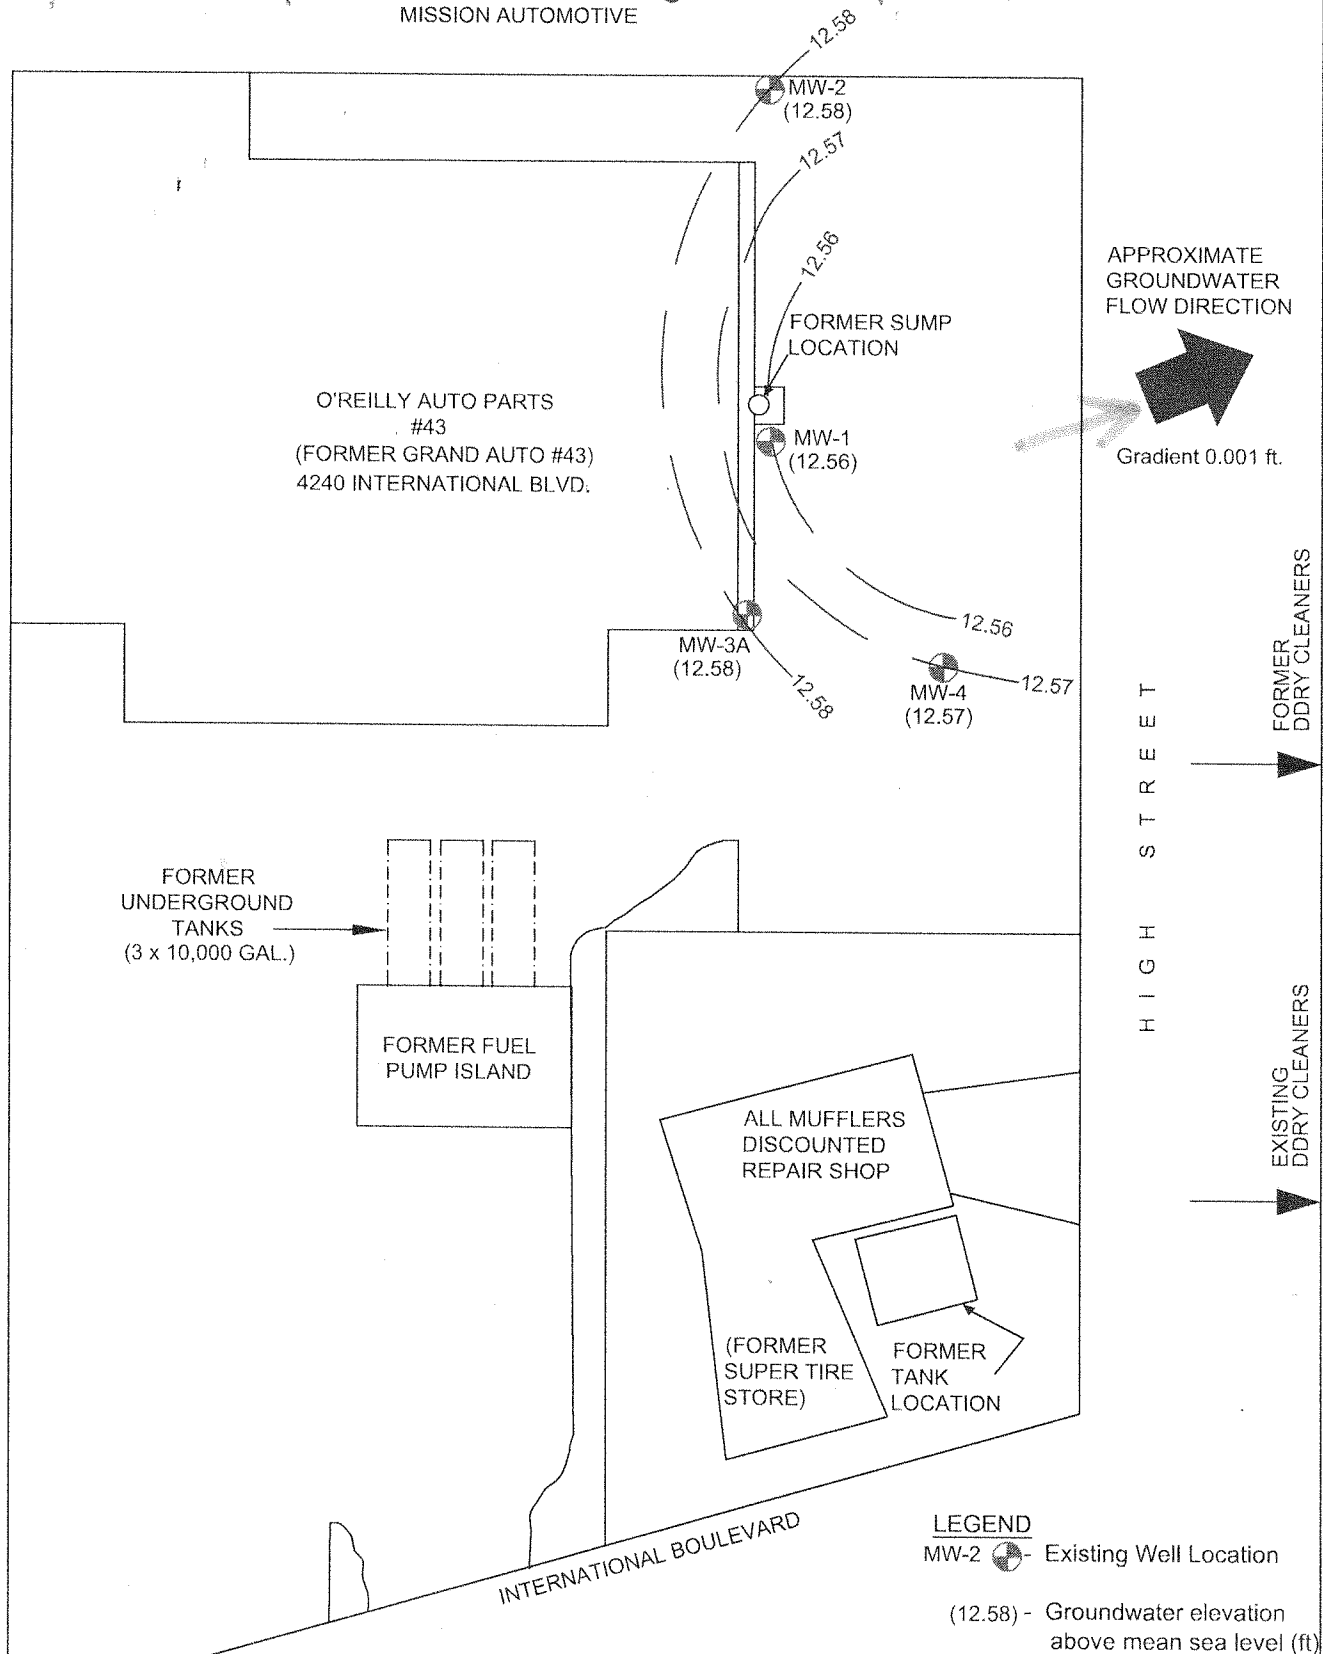 MISSION AUTOMOTIVE
12.58
MW-2
(12.58)
12.57
12.56
APPROXIMATE
GROUNDWATER
FLOW DIRECTION
FORMER SUMP
LOCATION
O'REILLY AUTO PARTS
#43
(FORMER GRAND AUTO #43)
4240 INTERNATIONAL BLVD.
MW-1
(12.56)
Gradient 0.001 ft.
12.56
MW-3A
(12.58)
12.58
MW-4
(12.57)
12.57
FORMER
DDRY CLEANERS
HIGH STREET
FORMER
UNDERGROUND
TANKS
(3 x 10,000 GAL.)
FORMER FUEL
PUMP ISLAND
EXISTING
DDRY CLEANERS
ALL MUFFLERS
DISCOUNTED
REPAIR SHOP
(FORMER
SUPER TIRE
STORE)
FORMER
TANK
LOCATION
INTERNATIONAL BOULEVARD
LEGEND
MW-2 - Existing Well Location
(12.58) - Groundwater elevation
above mean sea level (ft)